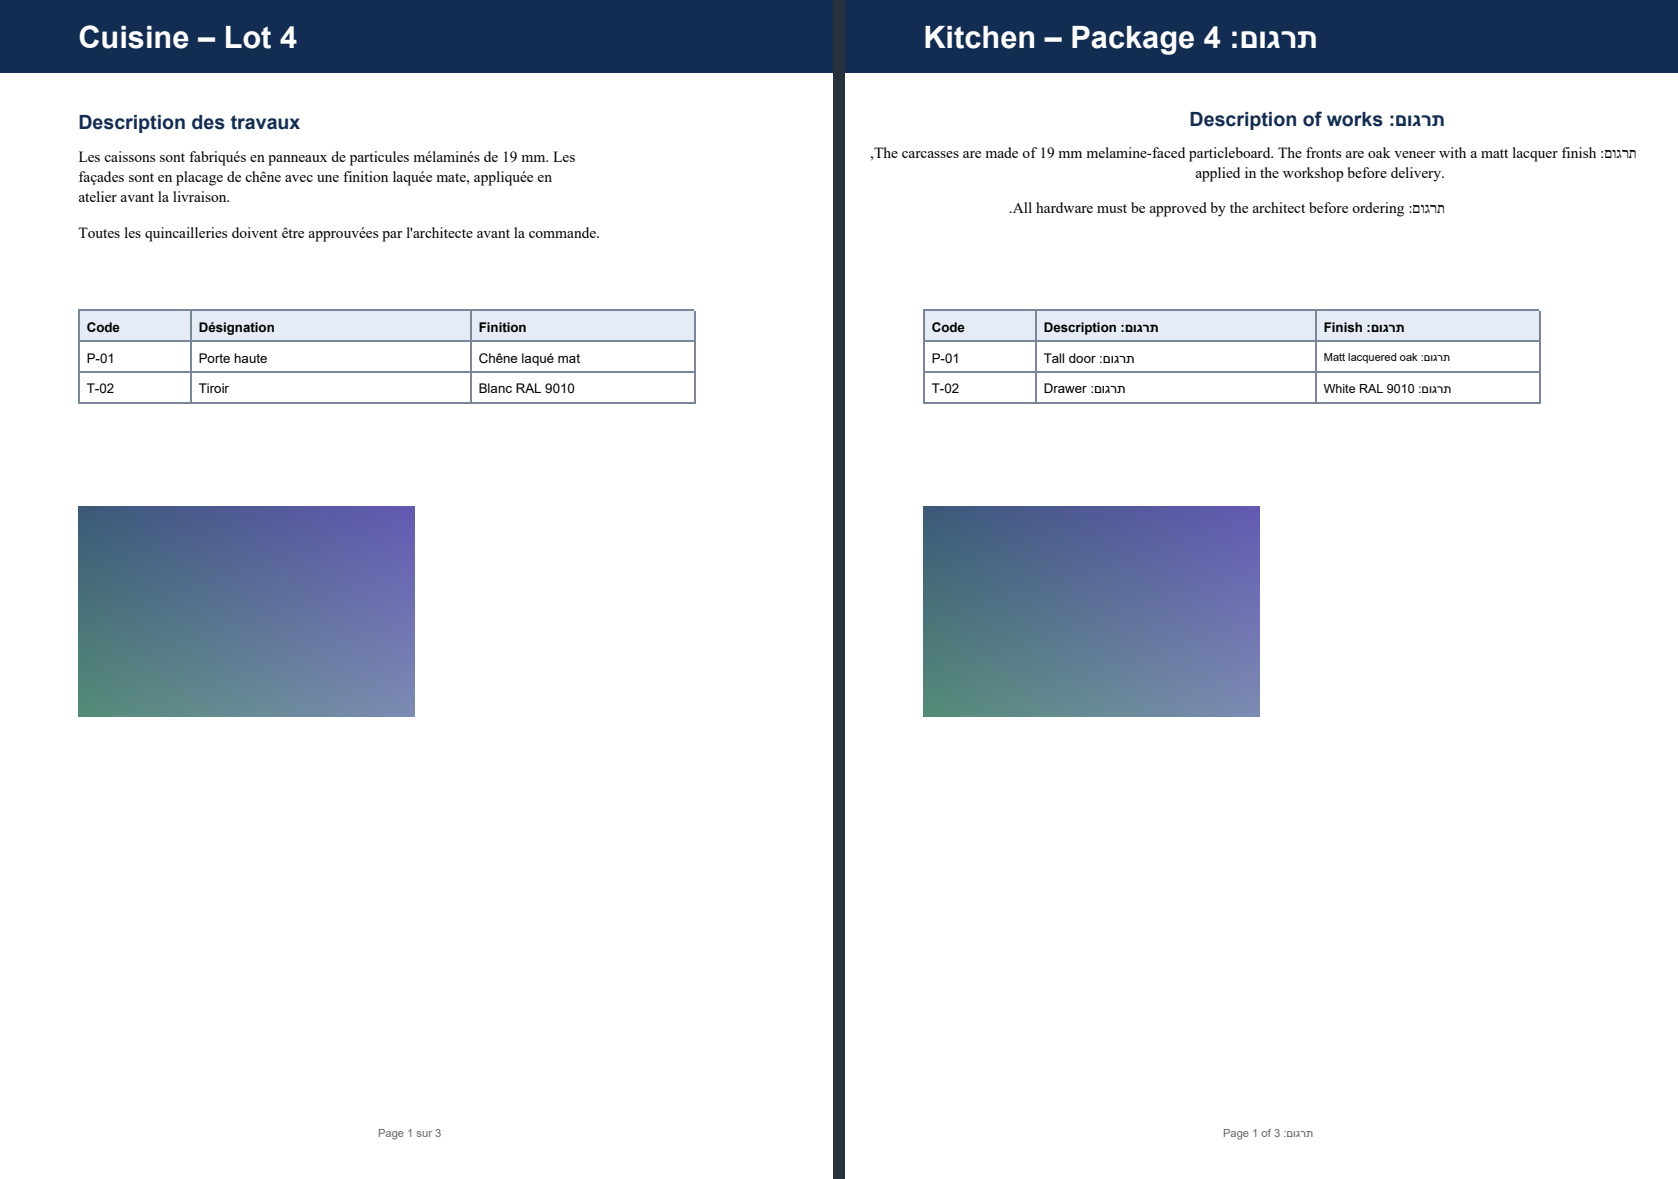 Cuisine – Lot 4
Description des travaux
Les caissons sont fabriqués en panneaux de particules mélaminés de 19 mm. Les
façades sont en placage de chêne avec une finition laquée mate, appliquée en
atelier avant la livraison.
Toutes les quincailleries doivent être approuvées par l'architecte avant la commande.
Code Désignation Finition
P-01 Porte haute Chêne laqué mat
T-02 Tiroir Blanc RAL 9010
Page 1 sur 3
תרגום: Kitchen – Package 4
תרגום: Description of works
תרגום: The carcasses are made of 19 mm melamine-faced particleboard. The fronts are oak veneer with a matt lacquer finish,
applied in the workshop before delivery.
תרגום: All hardware must be approved by the architect before ordering.
Code תרגום: Description תרגום: Finish
P-01 תרגום: Tall door תרגום: Matt lacquered oak
T-02 תרגום: Drawer תרגום: White RAL 9010
תרגום: Page 1 of 3